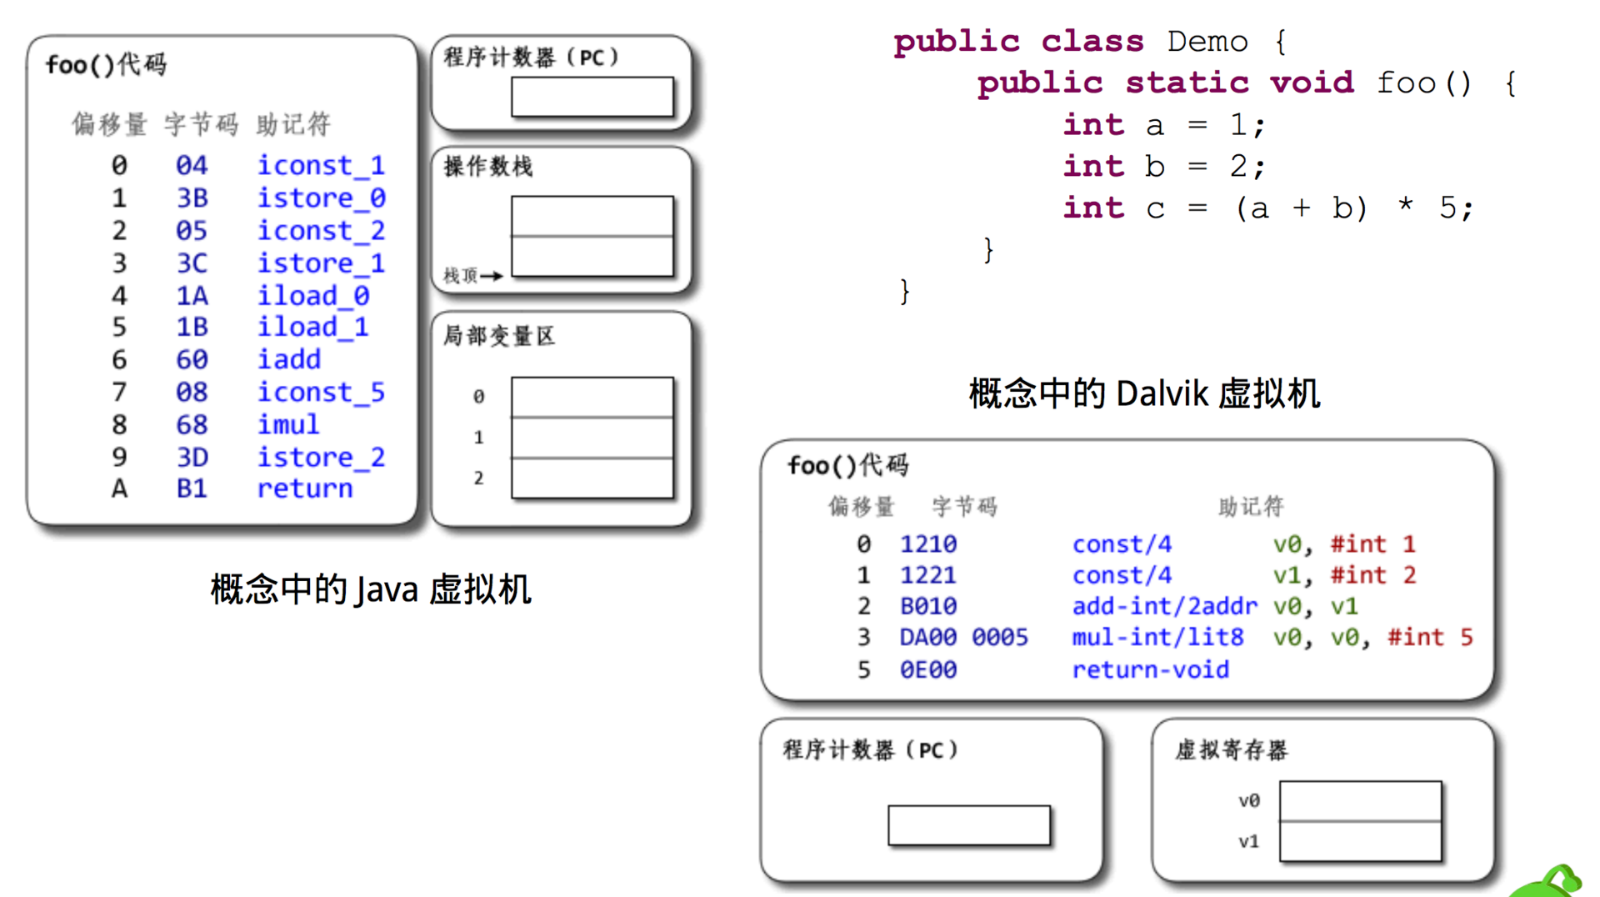 foo()代码
偏移量 字节码 助记符
0 04 iconst_1
1 3B istore_0
2 05 iconst_2
3 3C istore_1
4 1A iload_0
5 1B iload_1
6 60 iadd
7 08 iconst_5
8 68 imul
9 3D istore_2
A B1 return
概念中的 Java 虚拟机
程序计数器（PC）
操作数栈
栈顶→
局部变量区
0
1
2
public class Demo {
public static void foo() {
int a = 1;
int b = 2;
int c = (a + b) * 5;
}
}
概念中的 Dalvik 虚拟机
foo()代码
偏移量 字节码 助记符
0 1210 const/4 v0, #int 1
1 1221 const/4 v1, #int 2
2 B010 add-int/2addr v0, v1
3 DA00 0005 mul-int/lit8 v0, v0, #int 5
5 0E00 return-void
程序计数器（PC）
虚拟寄存器
v0
v1